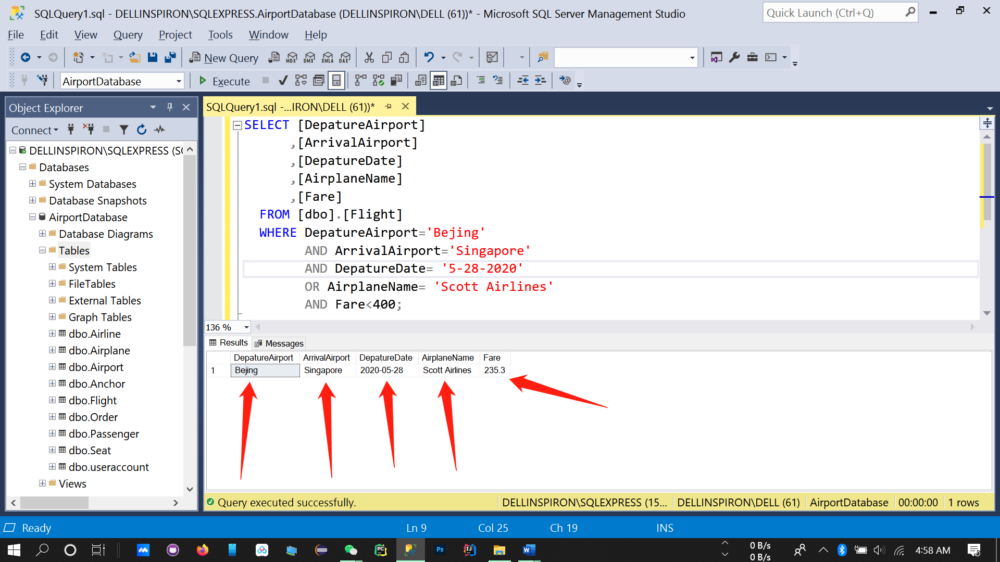 SQLQuery1.sql - DELLINSPIRON\SQLEXPRESS.AirportDatabase (DELLINSPIRON\DELL (61))* - Microsoft SQL Server Management Studio
Quick Launch (Ctrl+Q)
File Edit View Query Project Tools Window Help
New Query MDX DMX XMLA DAX
AirportDatabase Execute
Object Explorer
Connect
DELLINSPIRON\SQLEXPRESS (S
Databases
System Databases
Database Snapshots
AirportDatabase
Database Diagrams
Tables
System Tables
FileTables
External Tables
Graph Tables
dbo.Airline
dbo.Airplane
dbo.Airport
dbo.Anchor
dbo.Flight
dbo.Order
dbo.Passenger
dbo.Seat
dbo.useraccount
Views
SQLQuery1.sql -...IRON\DELL (61))*
SELECT [DepatureAirport]
,[ArrivalAirport]
,[DepatureDate]
,[AirplaneName]
,[Fare]
FROM [dbo].[Flight]
WHERE DepatureAirport='Bejing'
AND ArrivalAirport='Singapore'
AND DepatureDate= '5-28-2020'
OR AirplaneName= 'Scott Airlines'
AND Fare<400;
136 %
Results Messages
DepatureAirport ArrivalAirport DepatureDate AirplaneName Fare
1 Bejing Singapore 2020-05-28 Scott Airlines 235.3
Query executed successfully. DELLINSPIRON\SQLEXPRESS (15... DELLINSPIRON\DELL (61) AirportDatabase 00:00:00 1 rows
Ready Ln 9 Col 25 Ch 19 INS
PC Ps IJ W
0 B/s
0 B/s
4:58 AM